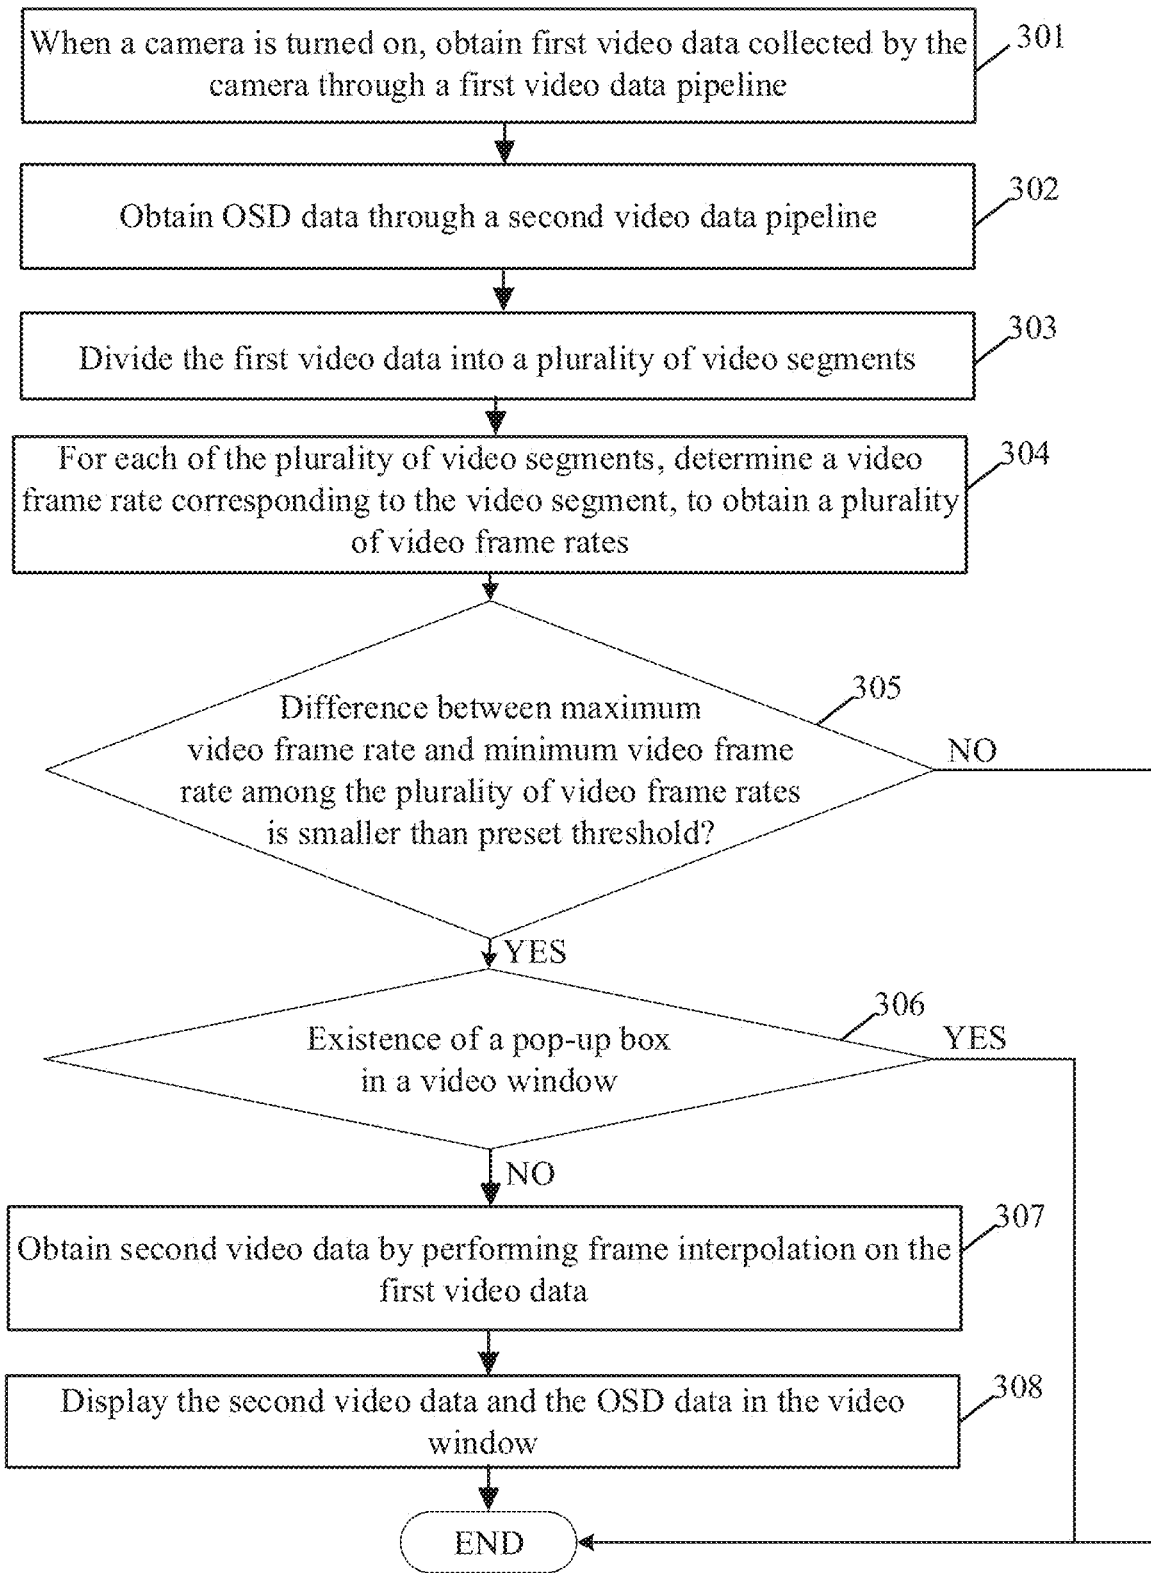 When a camera is turned on, obtain first video data collected by the
camera through a first video data pipeline
301
Obtain OSD data through a second video data pipeline
302
Divide the first video data into a plurality of video segments
303
For each of the plurality of video segments, determine a video
frame rate corresponding to the video segment, to obtain a plurality
of video frame rates
304
Difference between maximum
video frame rate and minimum video frame
rate among the plurality of video frame rates
is smaller than preset threshold?
305
NO
YES
Existence of a pop-up box
in a video window
306
YES
NO
Obtain second video data by performing frame interpolation on the
first video data
307
Display the second video data and the OSD data in the video
window
308
END